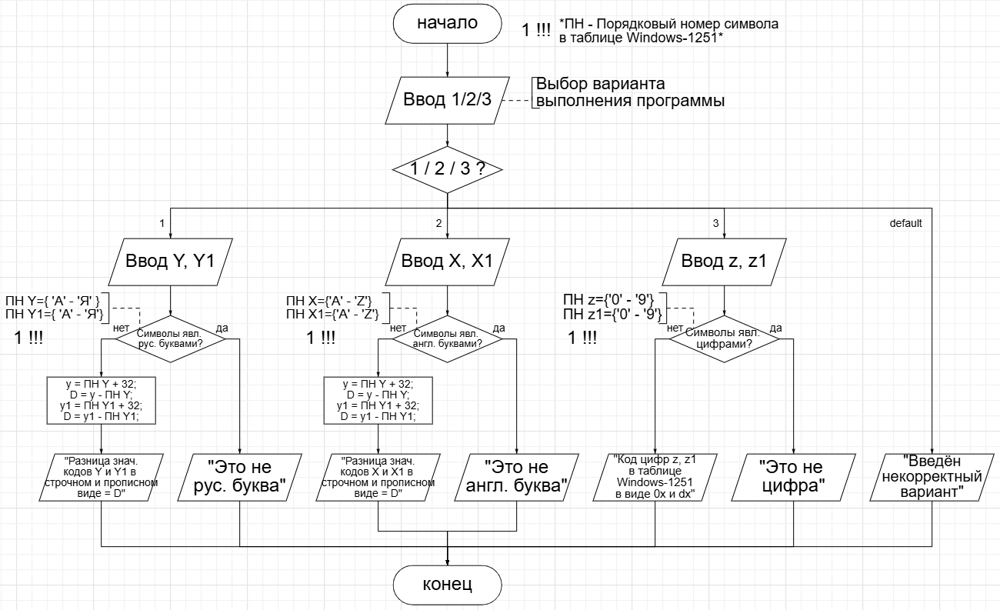 начало
1 !!!
*ПН - Порядковый номер символа
в таблице Windows-1251*
Ввод 1/2/3
Выбор варианта
выполнения программы
1 / 2 / 3 ?
1
2
3
default
Ввод Y, Y1
Ввод X, X1
Ввод z, z1
ПН Y={ 'А' - 'Я' }
ПН Y1={ 'А' - 'Я'}
1 !!!
нет
да
Символы явл.
рус. буквами?
ПН X={'A' - 'Z'}
ПН X1={'A' - 'Z'}
1 !!!
нет
да
Символы явл.
англ. буквами?
ПН z={'0' - '9'}
ПН z1={'0' - '9'}
1 !!!
нет
да
Символы явл.
цифрами?
y = ПН Y + 32;
D = y - ПН Y;
y1 = ПН Y1 + 32;
D = y1 - ПН Y1;
y = ПН Y + 32;
D = y - ПН Y;
y1 = ПН Y1 + 32;
D = y1 - ПН Y1;
"Разница знач.
кодов Y и Y1 в
строчном и прописном
виде = D"
"Это не
рус. буква"
"Разница знач.
кодов X и X1 в
строчном и прописном
виде = D"
"Это не
англ. буква"
"Код цифр z, z1
в таблице
Windows-1251
в виде 0x и dx"
"Это не
цифра"
"Введён
некорректный
вариант"
конец